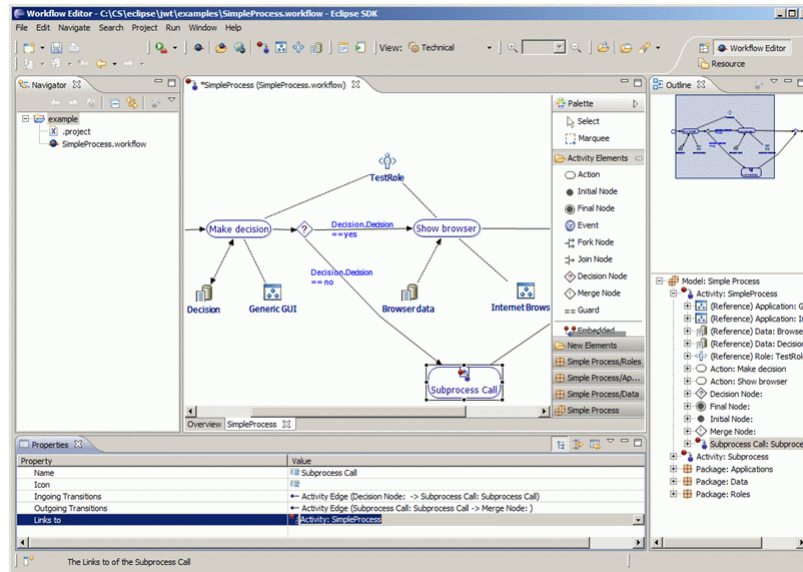 Workflow Editor - C:\CS\eclipse\jwt\examples\SimpleProcess.workflow - Eclipse SDK
File Edit Navigate Search Project Run Window Help
View: Technical
Workflow Editor
Resource
Navigator
example
.project
SimpleProcess.workflow
*SimpleProcess (SimpleProcess.workflow)
TestRole
Make decision
?
Decision.Decision
==yes
Show browser
Decision.Decision
==no
Decision
Generic GUI
Browser data
Internet Brows
Subprocess Call
Overview SimpleProcess
Palette
Select
Marquee
Activity Elements
Action
Initial Node
Final Node
Event
Fork Node
Join Node
Decision Node
Merge Node
== Guard
Embedded
New Elements
Simple Process/Roles
Simple Process/Ap...
Simple Process/Data
Simple Process
Outline
Model: Simple Process
Activity: SimpleProcess
(Reference) Application: G
(Reference) Application: I
(Reference) Data: Browse
(Reference) Data: Decisio
(Reference) Role: TestRol
Action: Make decision
Action: Show browser
Decision Node:
Final Node:
Initial Node:
Merge Node:
Subprocess Call: Subproce
Activity: Subprocess
Package: Applications
Package: Data
Package: Roles
Properties
Property Value
Name Subprocess Call
Icon
Ingoing Transitions Activity Edge (Decision Node: -> Subprocess Call: Subprocess Call)
Outgoing Transitions Activity Edge (Subprocess Call: Subprocess Call -> Merge Node: )
Links to Activity: SimpleProcess
The Links to of the Subprocess Call